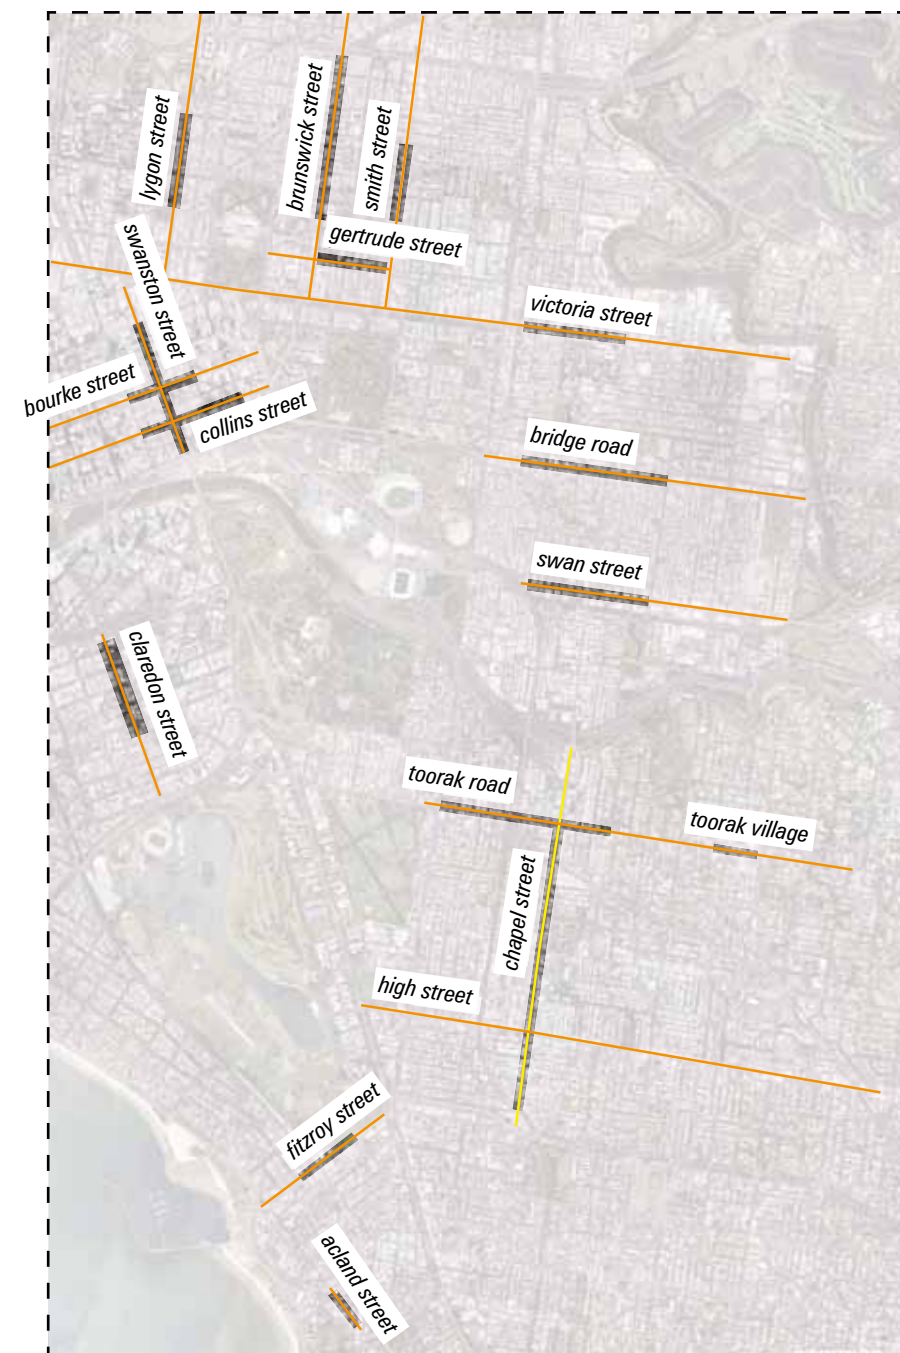 lygon street
brunswick street
smith street
gertrude street
swanston street
victoria street
bourke street
collins street
bridge road
swan street
claredon street
toorak road
toorak village
chapel street
high street
fitzroy street
acland street